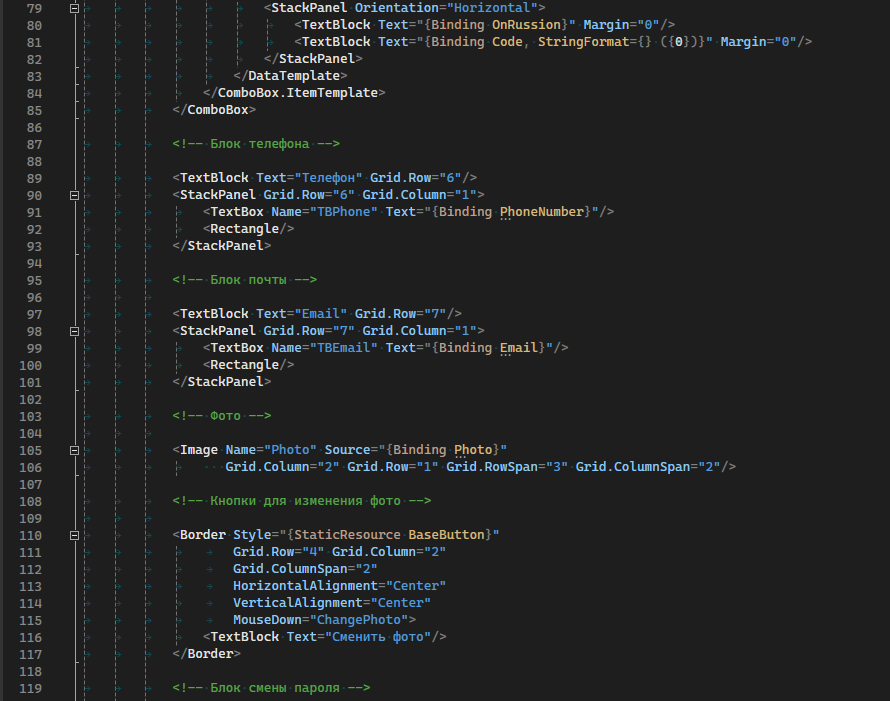 79 <StackPanel Orientation="Horizontal">
80 <TextBlock Text="{Binding OnRussion}" Margin="0"/>
81 <TextBlock Text="{Binding Code, StringFormat={} ({0})}" Margin="0"/>
82 </StackPanel>
83 </DataTemplate>
84 </ComboBox.ItemTemplate>
85 </ComboBox>
86
87 <!-- Блок телефона -->
88
89 <TextBlock Text="Телефон" Grid.Row="6"/>
90 <StackPanel Grid.Row="6" Grid.Column="1">
91 <TextBox Name="TBPhone" Text="{Binding PhoneNumber}"/>
92 <Rectangle/>
93 </StackPanel>
94
95 <!-- Блок почты -->
96
97 <TextBlock Text="Email" Grid.Row="7"/>
98 <StackPanel Grid.Row="7" Grid.Column="1">
99 <TextBox Name="TBEmail" Text="{Binding Email}"/>
100 <Rectangle/>
101 </StackPanel>
102
103 <!-- Фото -->
104
105 <Image Name="Photo" Source="{Binding Photo}"
106 Grid.Column="2" Grid.Row="1" Grid.RowSpan="3" Grid.ColumnSpan="2"/>
107
108 <!-- Кнопки для изменения фото -->
109
110 <Border Style="{StaticResource BaseButton}"
111 Grid.Row="4" Grid.Column="2"
112 Grid.ColumnSpan="2"
113 HorizontalAlignment="Center"
114 VerticalAlignment="Center"
115 MouseDown="ChangePhoto">
116 <TextBlock Text="Сменить фото"/>
117 </Border>
118
119 <!-- Блок смены пароля -->